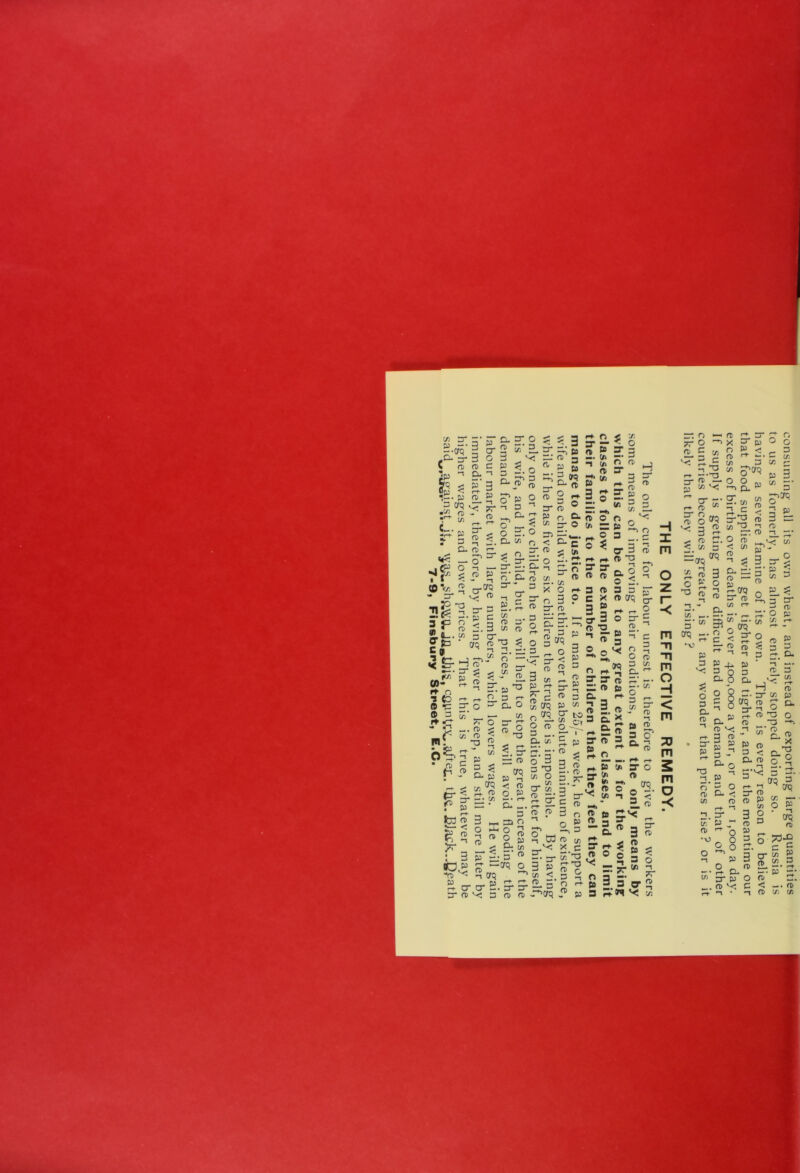 consuming all its own wheat, and instead of exporting large quantities
to us as formerly, has almost entirely stopped doing so. Russia is
having a severe famine of its own. There is every reason to believe
that food supplies will get tighter and tighter, and in the meantime our
excess of births over deaths is over 400,000 a year, or over 1,000 a day.
If supply is getting more difficult and our demand and that of other
countries becomes greater, is it any wonder that prices rise? or is it
likely that they will stop rising?
THE ONLY EFFECTIVE REMEDY.
The only cure for labour unrest is therefore to give the workers
some means of improving their conditions, and the only means by
which this can be done to any great extent is for the working
classes to follow the example of the middle classes, and to limit
their families to the number of children that they feel they can
manage to do justice to. If a man earns 25/- a week, he can support a
wife and one child with something over the absolute minimum of existence,
while if he has five or six children the struggle is impossible. By having
only one or two children he not only makes conditions better for himself,
his wife, and his child, but he will help to stop the great increase of the
demand for food which raises prices, and he will avoid flooding the
labour market with large numbers, which lowers wages. He will gain
immediately, therefore, by having fewer to keep, and still more later by
higher wages and lower prices. That this is true, whatever may be
said against it, was shown in this country after the Black Death
7-9, Finsbury Street, E.C.